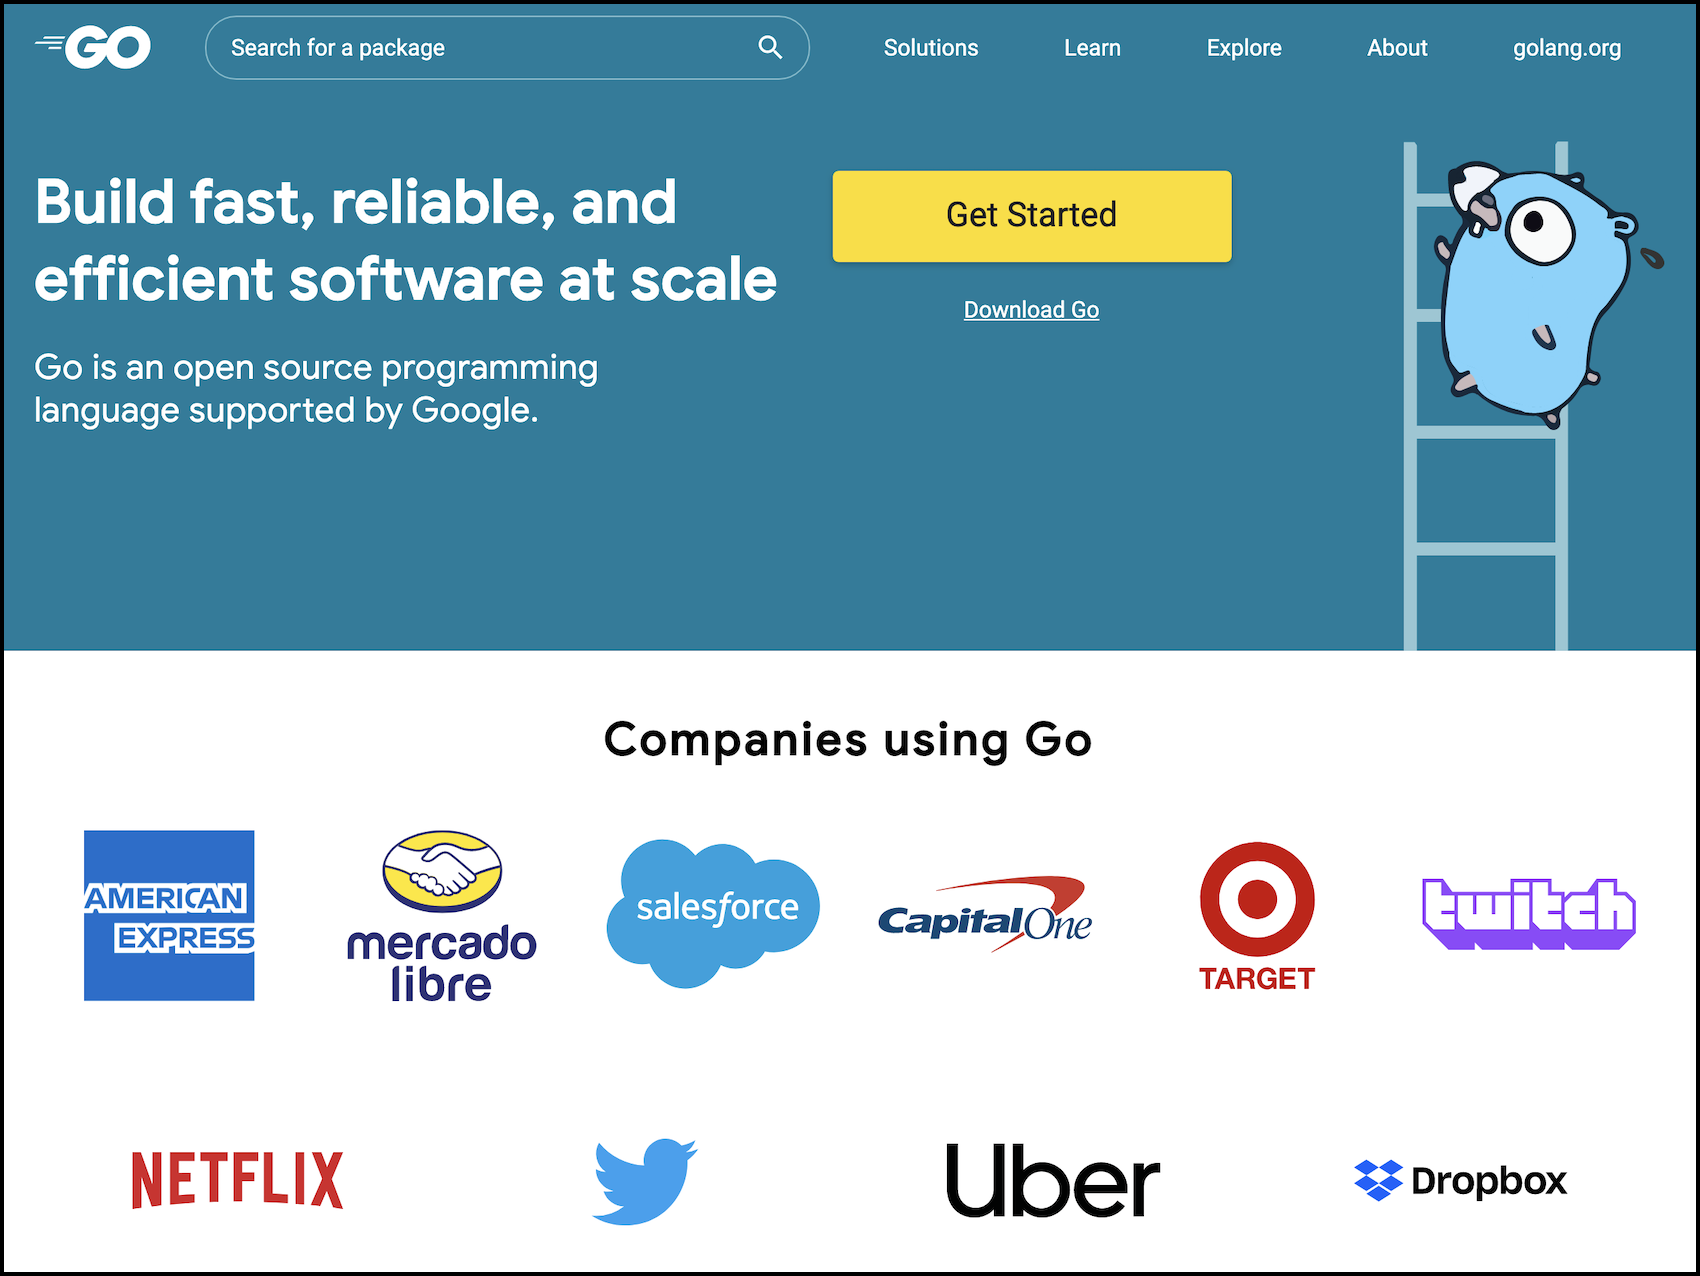 GO
Search for a package
Solutions
Learn
Explore
About
golang.org
Build fast, reliable, and
efficient software at scale
Go is an open source programming
language supported by Google.
Get Started
Download Go
Companies using Go
AMERICAN
EXPRESS
mercado
libre
salesforce
CapitalOne
TARGET
twitch
NETFLIX
Uber
Dropbox